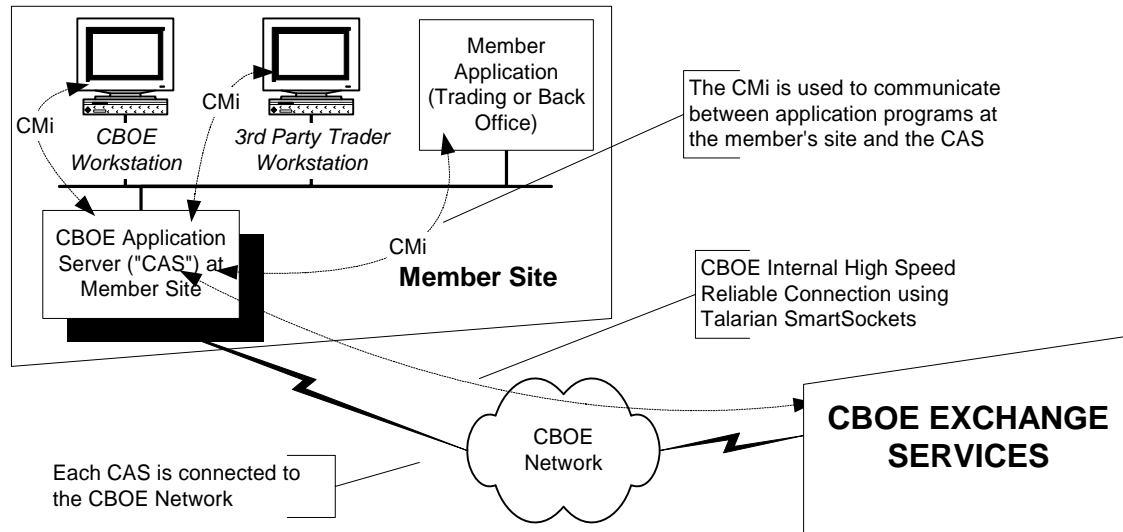 CMi
CBOE
Workstation
CMi
3rd Party Trader
Workstation
Member
Application
(Trading or Back
Office)
The CMi is used to communicate
between application programs at
the member's site and the CAS
CBOE Application
Server ("CAS") at
Member Site
CMi
Member Site
CBOE Internal High Speed
Reliable Connection using
Talarian SmartSockets
CBOE
Network
CBOE EXCHANGE
SERVICES
Each CAS is connected to
the CBOE Network